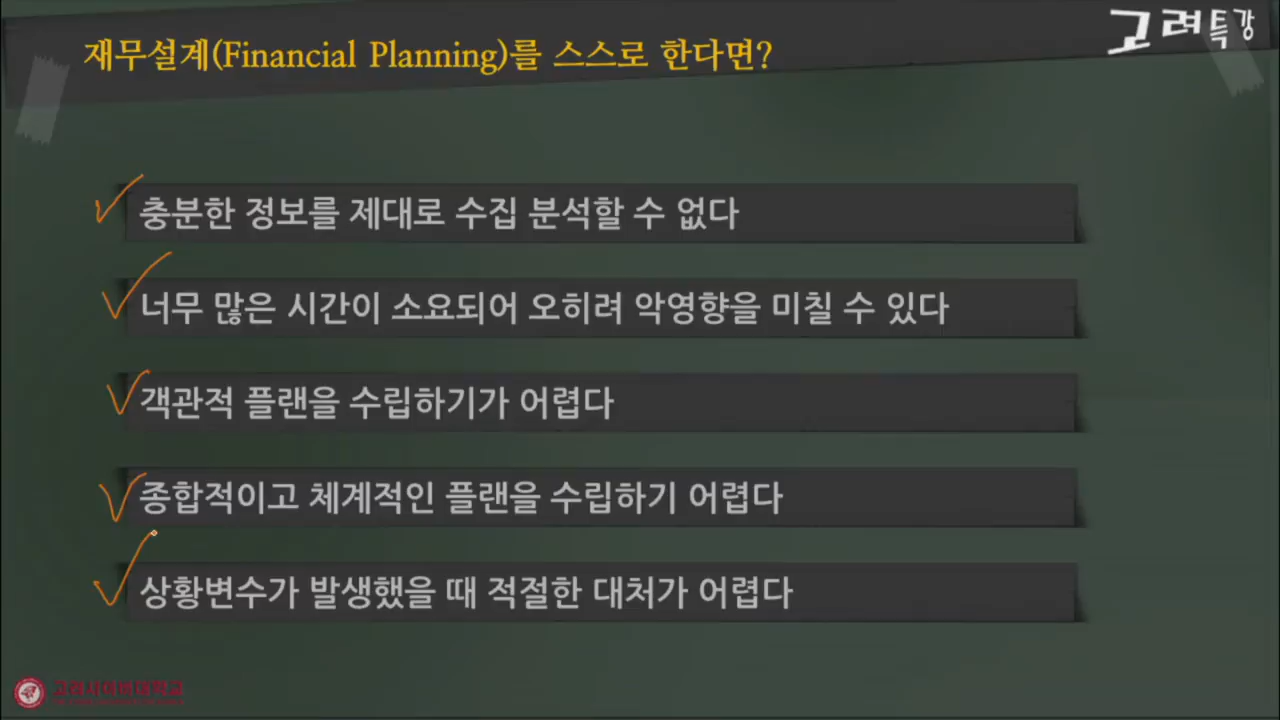 재무설계(Financial Planning)를 스스로 한다면?
고려특강
충분한 정보를 제대로 수집 분석할 수 없다
너무 많은 시간이 소요되어 오히려 악영향을 미칠 수 있다
객관적 플랜을 수립하기가 어렵다
종합적이고 체계적인 플랜을 수립하기 어렵다
상황변수가 발생했을 때 적절한 대처가 어렵다
고려사이버대학교